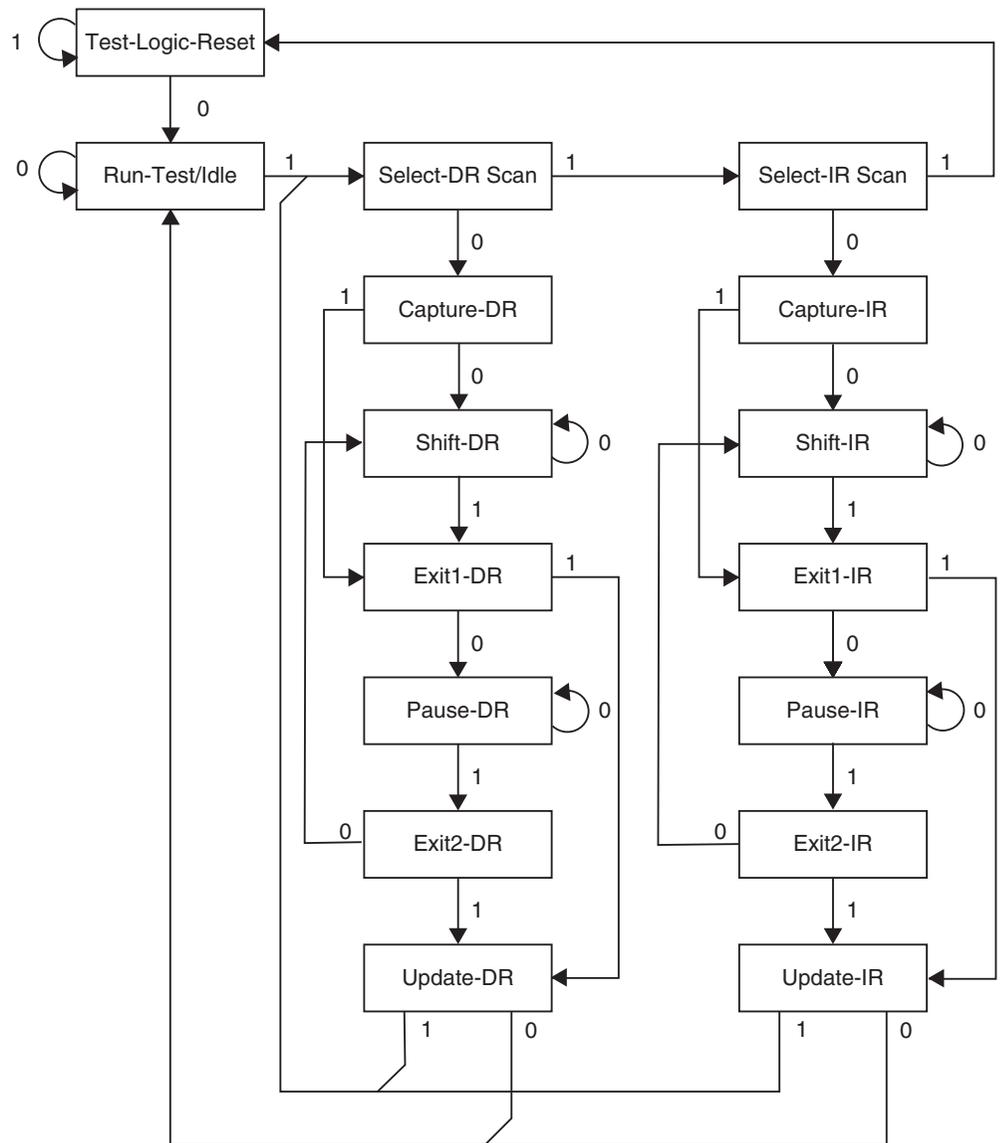 1 Test-Logic-Reset
0
0 Run-Test/Idle 1 Select-DR Scan 1 Select-IR Scan 1
0 0
1 Capture-DR 1 Capture-IR
0 0
Shift-DR 0 Shift-IR 0
1 1
Exit1-DR 1 Exit1-IR 1
0 0
Pause-DR 0 Pause-IR 0
1 1
0 Exit2-DR 0 Exit2-IR
1 1
Update-DR Update-IR
1 0 1 0